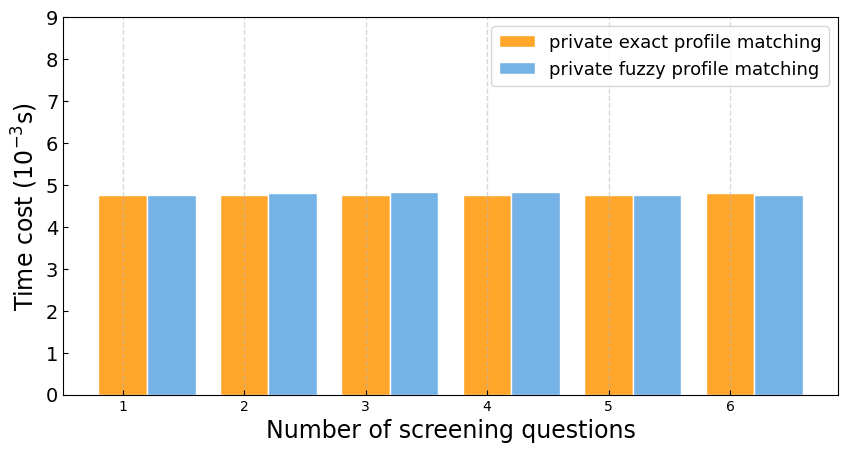 private exact profile matching
private fuzzy profile matching
Time cost (10⁻³s)
9
8
7
6
5
4
3
2
1
0
1 2 3 4 5 6
Number of screening questions